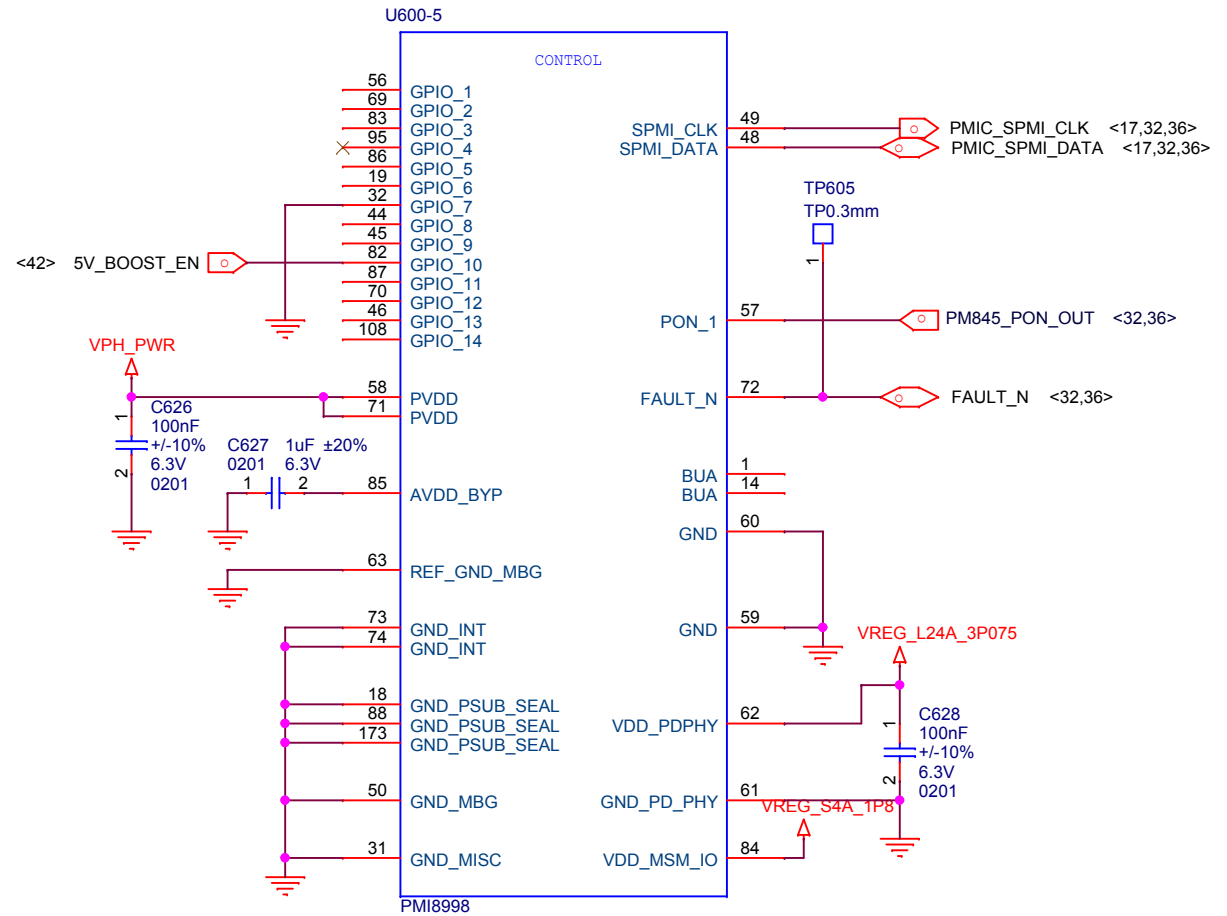 U600-5
CONTROL
56 GPIO_1
69 GPIO_2
83 GPIO_3
95 GPIO_4
86 GPIO_5
19 GPIO_6
32 GPIO_7
44 GPIO_8
45 GPIO_9
82 GPIO_10
87 GPIO_11
70 GPIO_12
46 GPIO_13
108 GPIO_14
<42> 5V_BOOST_EN
VPH_PWR
58 PVDD
71 PVDD
1
C626
100nF
+/-10%
6.3V
0201
2
C627 1uF ±20%
0201 6.3V
1 2
85 AVDD_BYP
63 REF_GND_MBG
73 GND_INT
74 GND_INT
18 GND_PSUB_SEAL
88 GND_PSUB_SEAL
173 GND_PSUB_SEAL
50 GND_MBG
31 GND_MISC
SPMI_CLK 49 PMIC_SPMI_CLK <17,32,36>
SPMI_DATA 48 PMIC_SPMI_DATA <17,32,36>
TP605
TP0.3mm
1
PON_1 57 PM845_PON_OUT <32,36>
FAULT_N 72 FAULT_N <32,36>
BUA 1
BUA 14
GND 60
GND 59
VREG_L24A_3P075
VDD_PDPHY 62
1
C628
100nF
+/-10%
6.3V
0201
2
GND_PD_PHY 61
VREG_S4A_1P8
VDD_MSM_IO 84
PMI8998